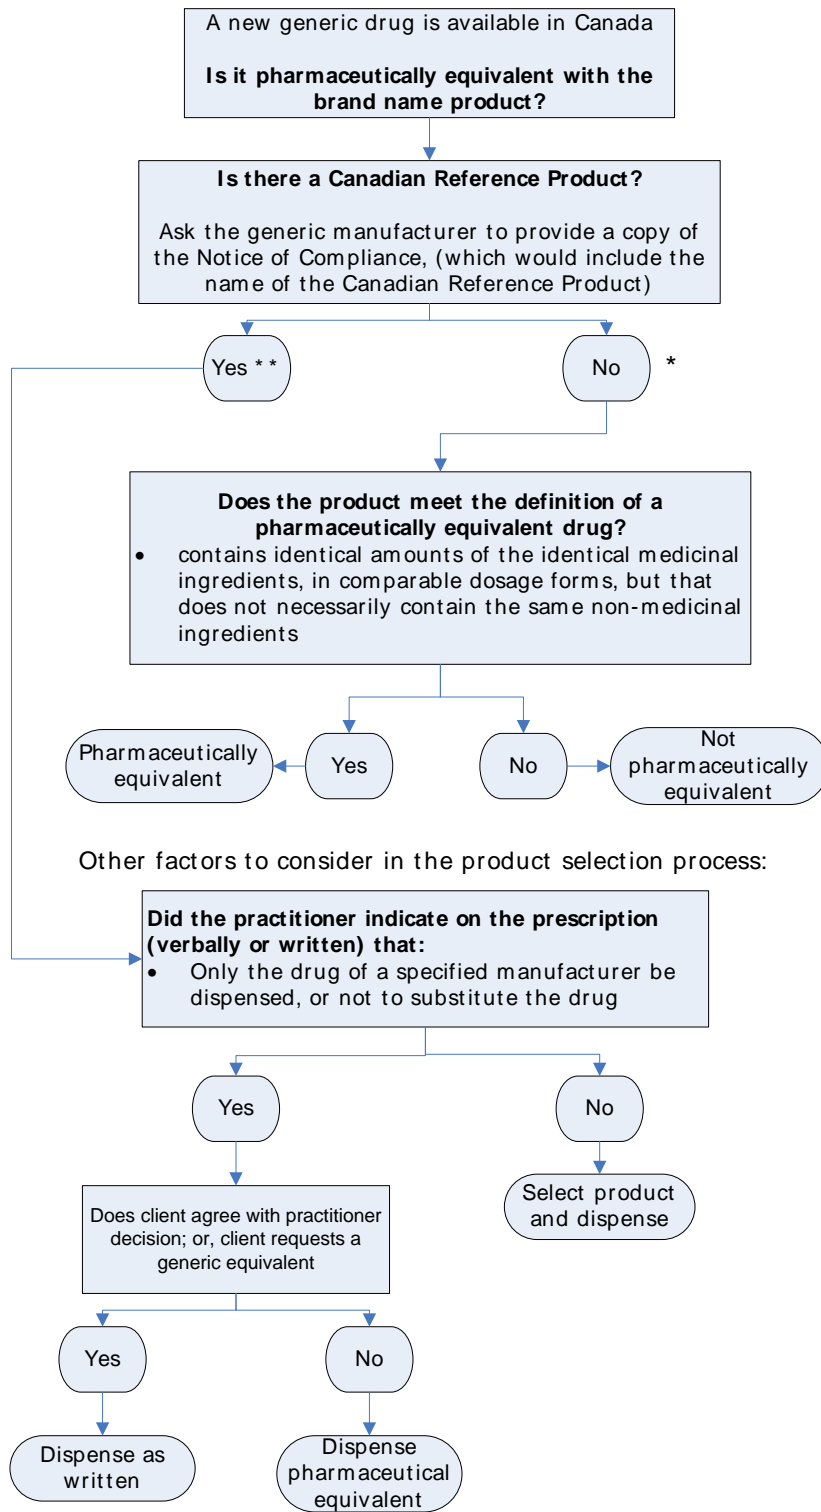 A new generic drug is available in Canada
Is it pharmaceutically equivalent with the
brand name product?
Is there a Canadian Reference Product?
Ask the generic manufacturer to provide a copy of
the Notice of Compliance, (which would include the
name of the Canadian Reference Product)
Yes **
No
*
Does the product meet the definition of a
pharmaceutically equivalent drug?
• contains identical amounts of the identical medicinal
ingredients, in comparable dosage forms, but that
does not necessarily contain the same non-medicinal
ingredients
Pharmaceutically
equivalent
Yes
No
Not
pharmaceutically
equivalent
Other factors to consider in the product selection process:
Did the practitioner indicate on the prescription
(verbally or written) that:
• Only the drug of a specified manufacturer be
dispensed, or not to substitute the drug
Yes
No
Does client agree with practitioner
decision; or, client requests a
generic equivalent
Select product
and dispense
Yes
No
Dispense as
written
Dispense
pharmaceutical
equivalent